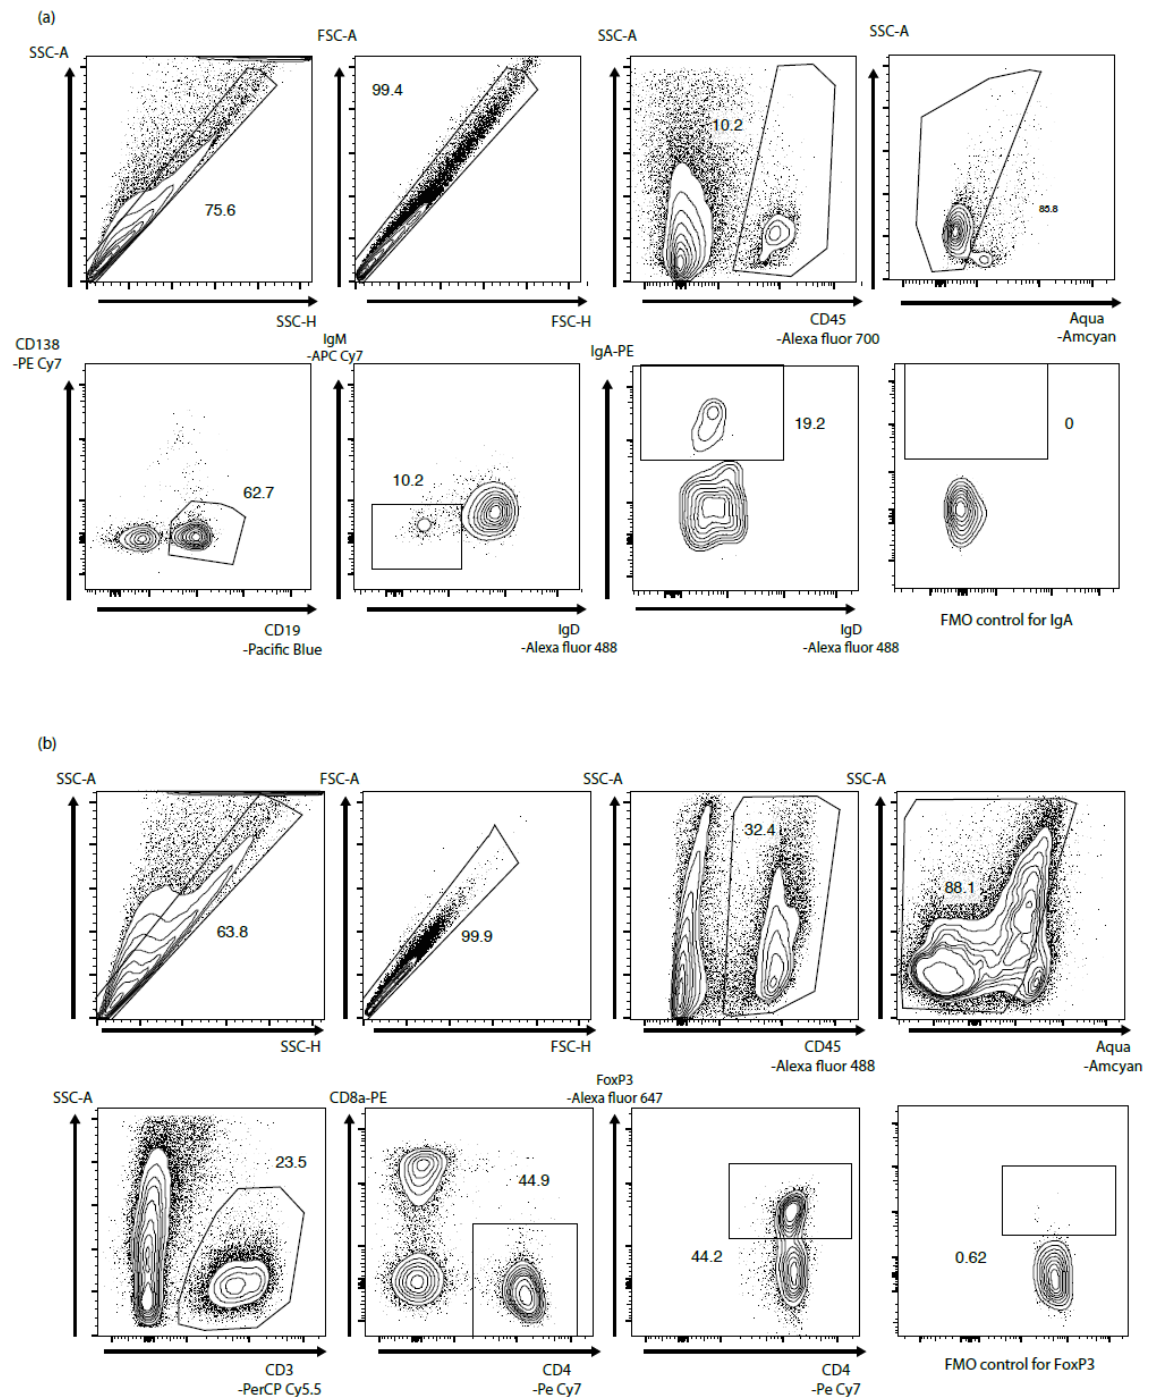 (a)
SSC-A
FSC-A
SSC-A
SSC-A
75.6
99.4
10.2
85.8
SSC-H
FSC-H
CD45
-Alexa fluor 700
Aqua
-Amcyan
CD138
-PE Cy7
IgM
-APC Cy7
IgA-PE
62.7
10.2
19.2
0
CD19
-Pacific Blue
IgD
-Alexa fluor 488
IgD
-Alexa fluor 488
FMO control for IgA
(b)
SSC-A
FSC-A
SSC-A
SSC-A
63.8
99.9
32.4
88.1
SSC-H
FSC-H
CD45
-Alexa fluor 488
Aqua
-Amcyan
SSC-A
CD8a-PE
FoxP3
-Alexa fluor 647
23.5
44.9
44.2
0.62
CD3
-PerCP Cy5.5
CD4
-Pe Cy7
CD4
-Pe Cy7
FMO control for FoxP3